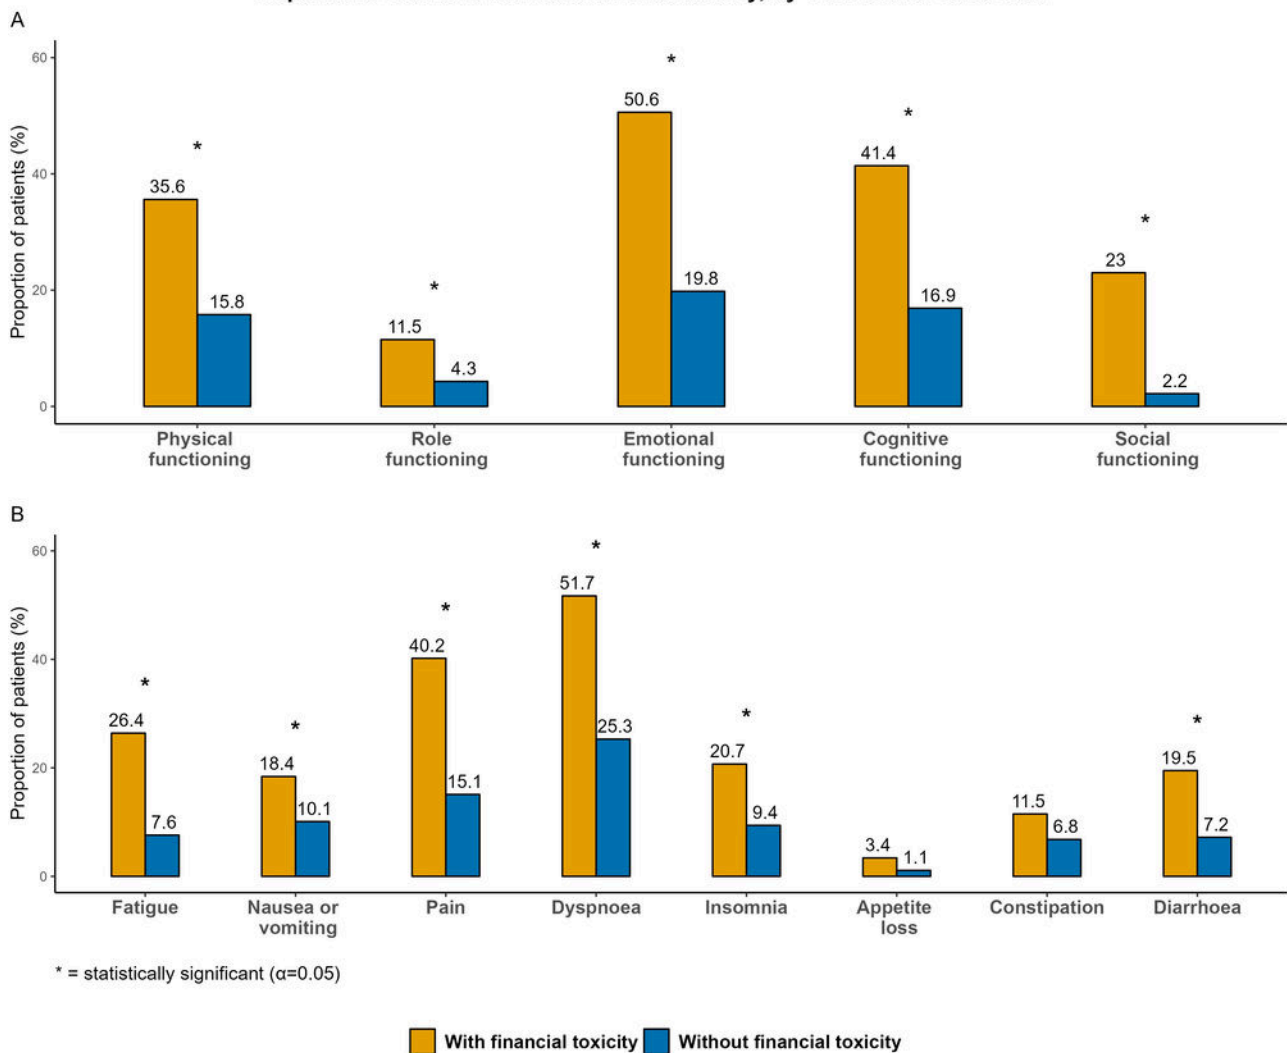 A
60
40
20
0
Proportion of patients (%)
*
*
*
*
*
35.6
15.8
11.5
4.3
50.6
19.8
41.4
16.9
23
2.2
Physical functioning
Role functioning
Emotional functioning
Cognitive functioning
Social functioning
B
60
40
20
0
Proportion of patients (%)
*
*
*
*
*
*
26.4
7.6
18.4
10.1
40.2
15.1
51.7
25.3
20.7
9.4
3.4
1.1
11.5
6.8
19.5
7.2
Fatigue
Nausea or vomiting
Pain
Dyspnoea
Insomnia
Appetite loss
Constipation
Diarrhoea
* = statistically significant (α=0.05)
With financial toxicity
Without financial toxicity